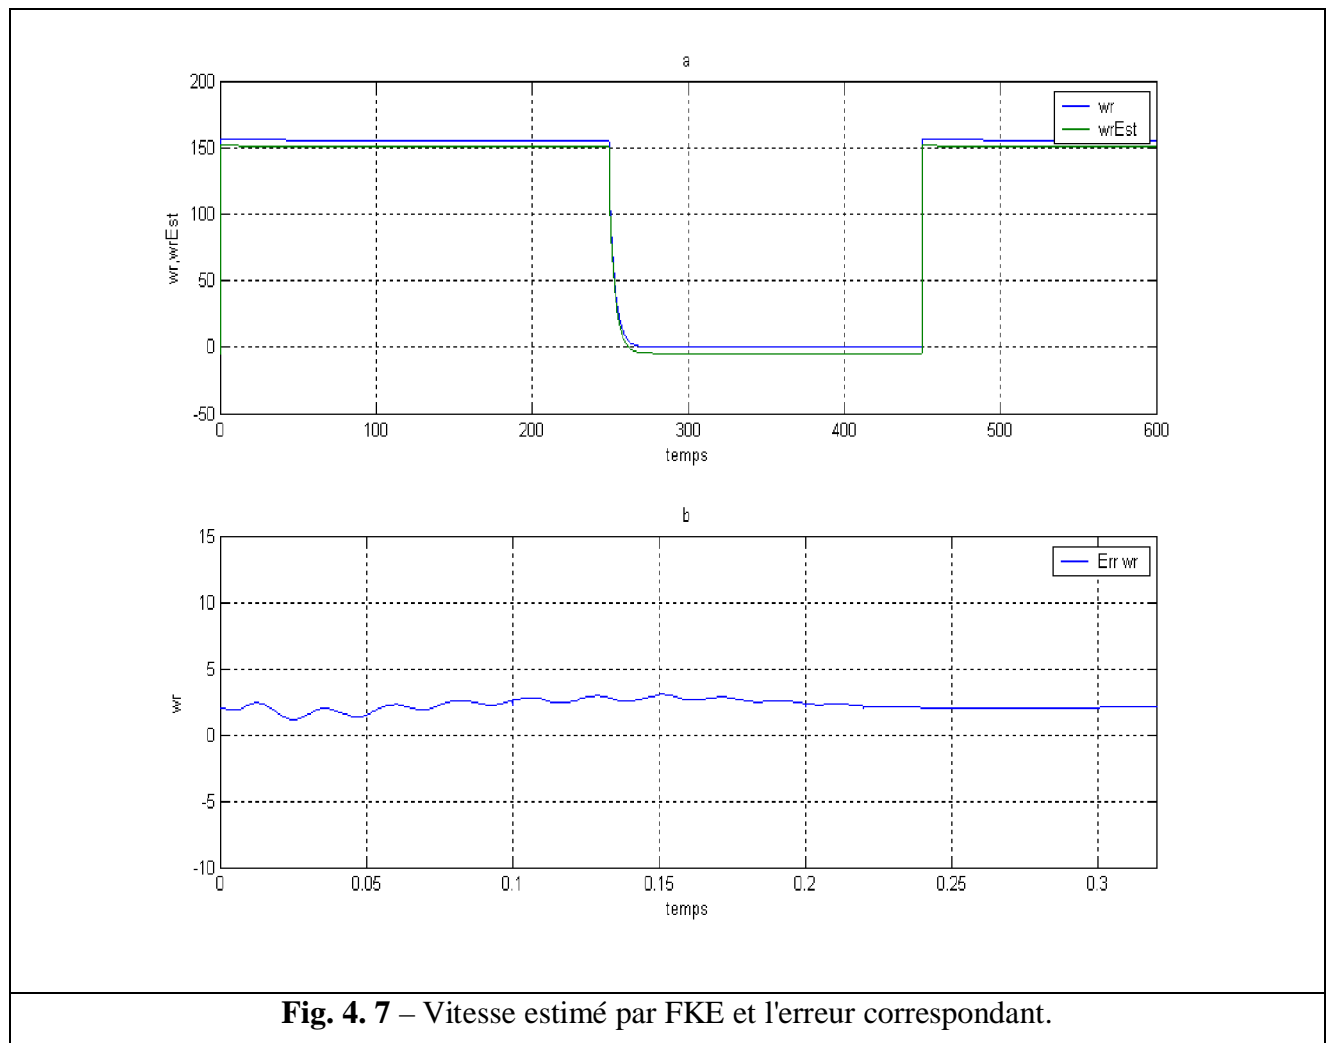 a
200
150
100
50
0
-50
wr,wrEst
wr
wrEst
0 100 200 300 400 500 600
temps
b
15
10
5
0
-5
-10
wr
Err wr
0 0.05 0.1 0.15 0.2 0.25 0.3
temps
Fig. 4. 7 – Vitesse estimé par FKE et l'erreur correspondant.